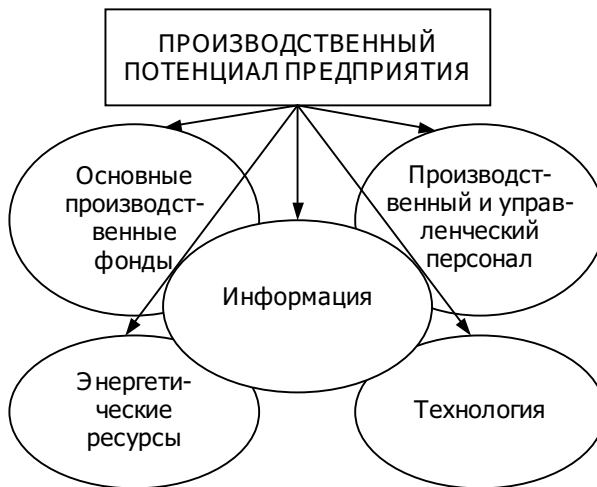 ПРОИЗВОДСТВЕННЫЙ
ПОТЕНЦИАЛ ПРЕДПРИЯТИЯ
Основные
производст-
венные
фонды
Производст-
венный и управ-
ленческий
персонал
Информация
Энергети-
ческие
ресурсы
Технология